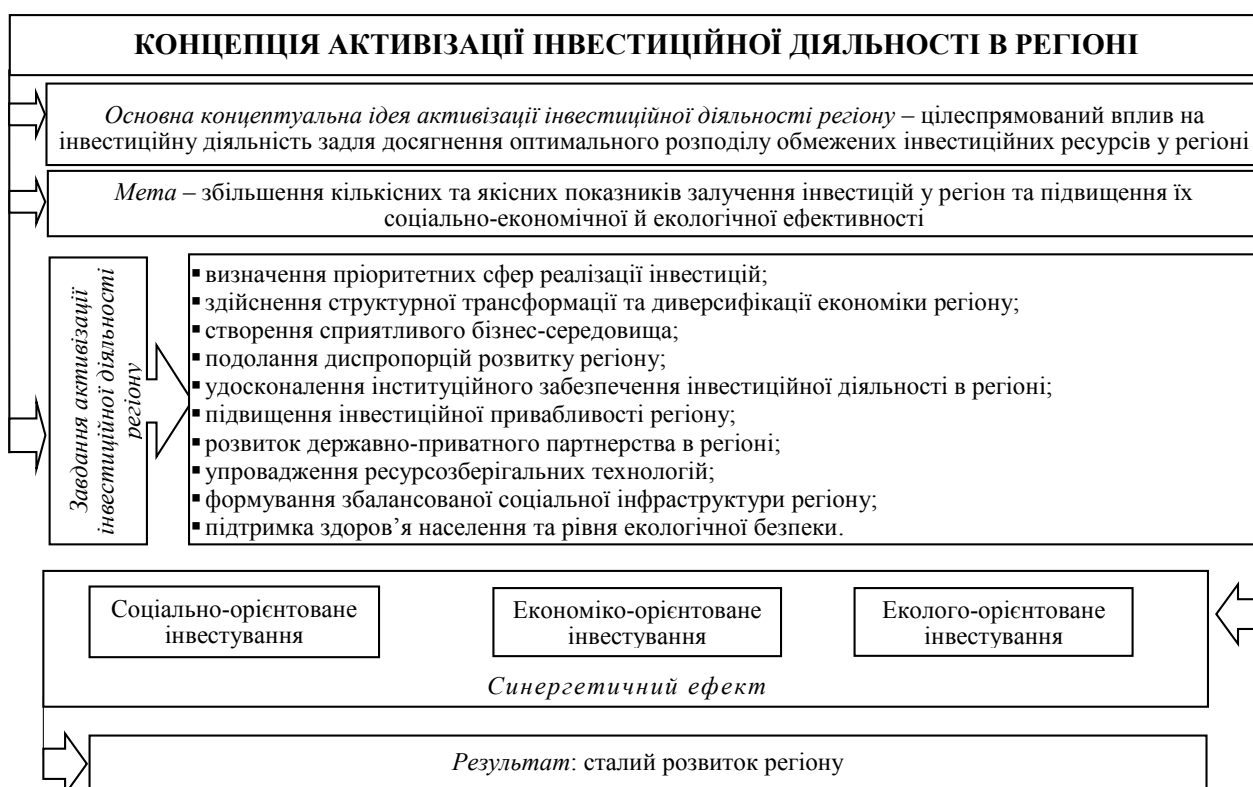 КОНЦЕПЦІЯ АКТИВІЗАЦІЇ ІНВЕСТИЦІЙНОЇ ДІЯЛЬНОСТІ В РЕГІОНІ
Основна концептуальна ідея активізації інвестиційної діяльності регіону – цілеспрямований вплив на
інвестиційну діяльність задля досягнення оптимального розподілу обмежених інвестиційних ресурсів у регіоні
Мета – збільшення кількісних та якісних показників залучення інвестицій у регіон та підвищення їх
соціально-економічної й екологічної ефективності
Завдання активізації
інвестиційної діяльності
регіону
▪ визначення пріоритетних сфер реалізації інвестицій;
▪ здійснення структурної трансформації та диверсифікації економіки регіону;
▪ створення сприятливого бізнес-середовища;
▪ подолання диспропорцій розвитку регіону;
▪ удосконалення інституційного забезпечення інвестиційної діяльності в регіоні;
▪ підвищення інвестиційної привабливості регіону;
▪ розвиток державно-приватного партнерства в регіоні;
▪ упровадження ресурсозберігальних технологій;
▪ формування збалансованої соціальної інфраструктури регіону;
▪ підтримка здоров’я населення та рівня екологічної безпеки.
Соціально-орієнтоване
інвестування
Економіко-орієнтоване
інвестування
Еколого-орієнтоване
інвестування
Синергетичний ефект
Результат: сталий розвиток регіону